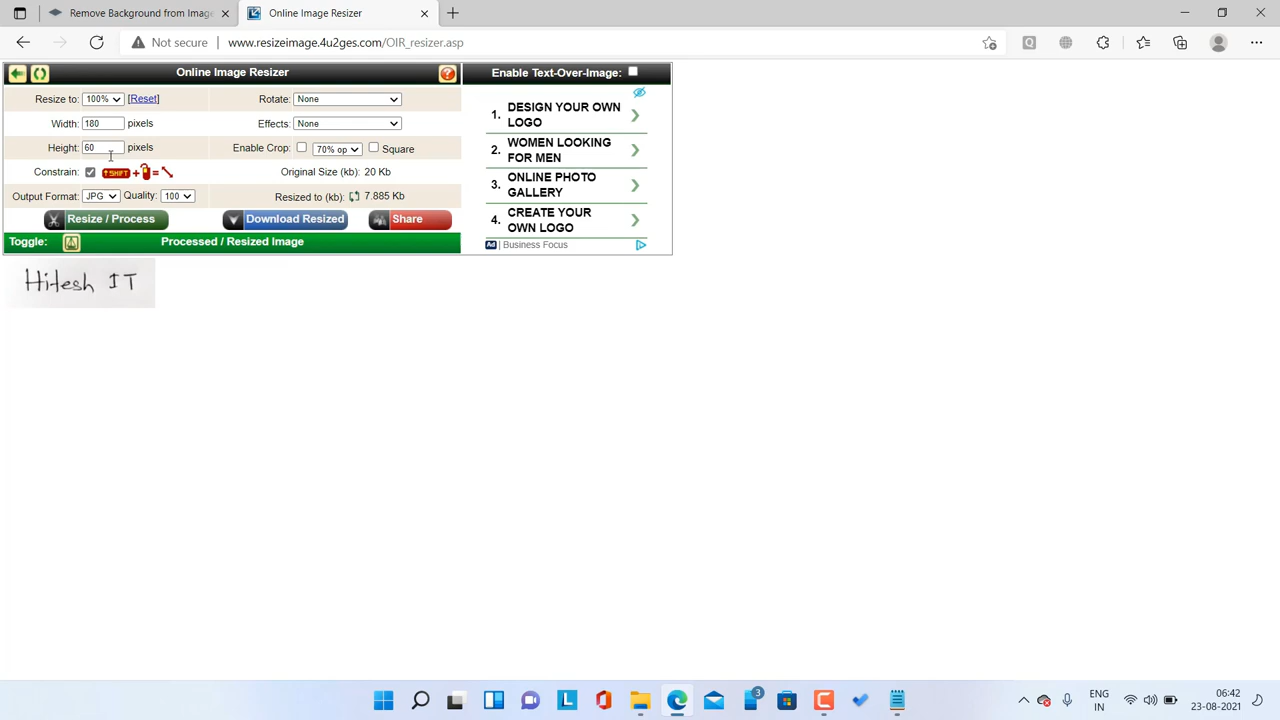 Remove Background from Imag
Online Image Resizer
Not secure
www.resizeimage.4u2ges.com/OIR_resizer.asp
Online Image Resizer
Enable Text-Over-Image:
Resize to: 100% [Reset]
Rotate: None
Width: 180 pixels
Effects: None
Height: 60 pixels
Enable Crop: 70% op Square
Constrain: SHIFT + =
Original Size (kb): 20 Kb
Output Format: JPG Quality: 100
Resized to (kb): 7.885 Kb
Resize / Process
Download Resized
Share
Toggle:
Processed / Resized Image
1. DESIGN YOUR OWN LOGO
2. WOMEN LOOKING FOR MEN
3. ONLINE PHOTO GALLERY
4. CREATE YOUR OWN LOGO
Ad | Business Focus
Hitesh IT
3
ENG
IN
06:42
23-08-2021